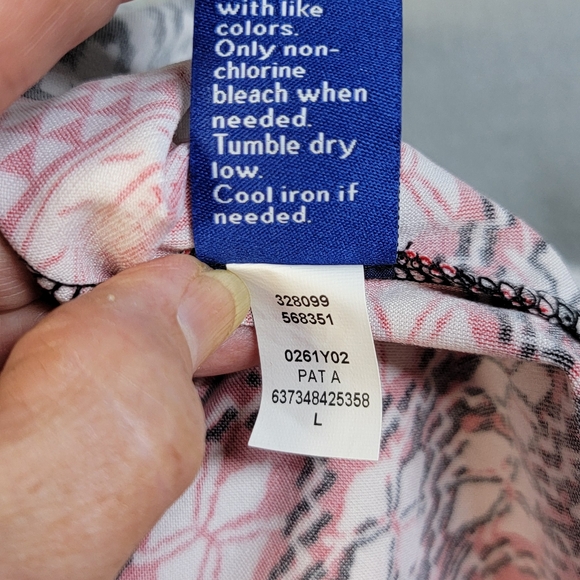 with like
colors.
Only non-
chlorine
bleach when
needed.
Tumble dry
low.
Cool iron if
needed.
328099
568351
0261Y02
PAT A
637348425358
L